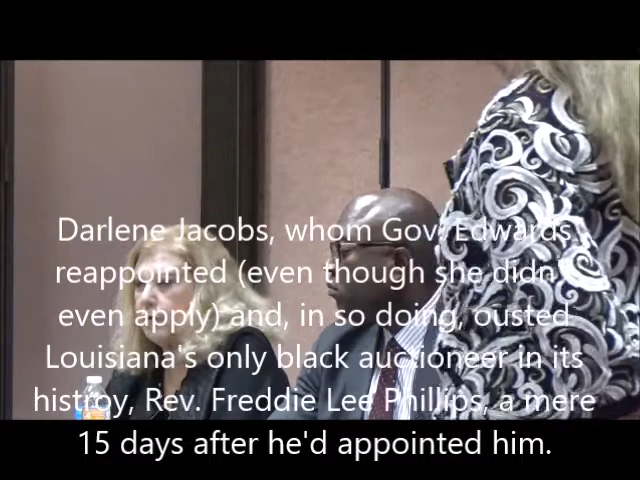 Darlene Jacobs, whom Gov. Edwards
reappointed (even though she didn't
even apply) and, in so doing, ousted
Louisiana's only black auctioneer in its
histroy, Rev. Freddie Lee Phillips, a mere
15 days after he'd appointed him.